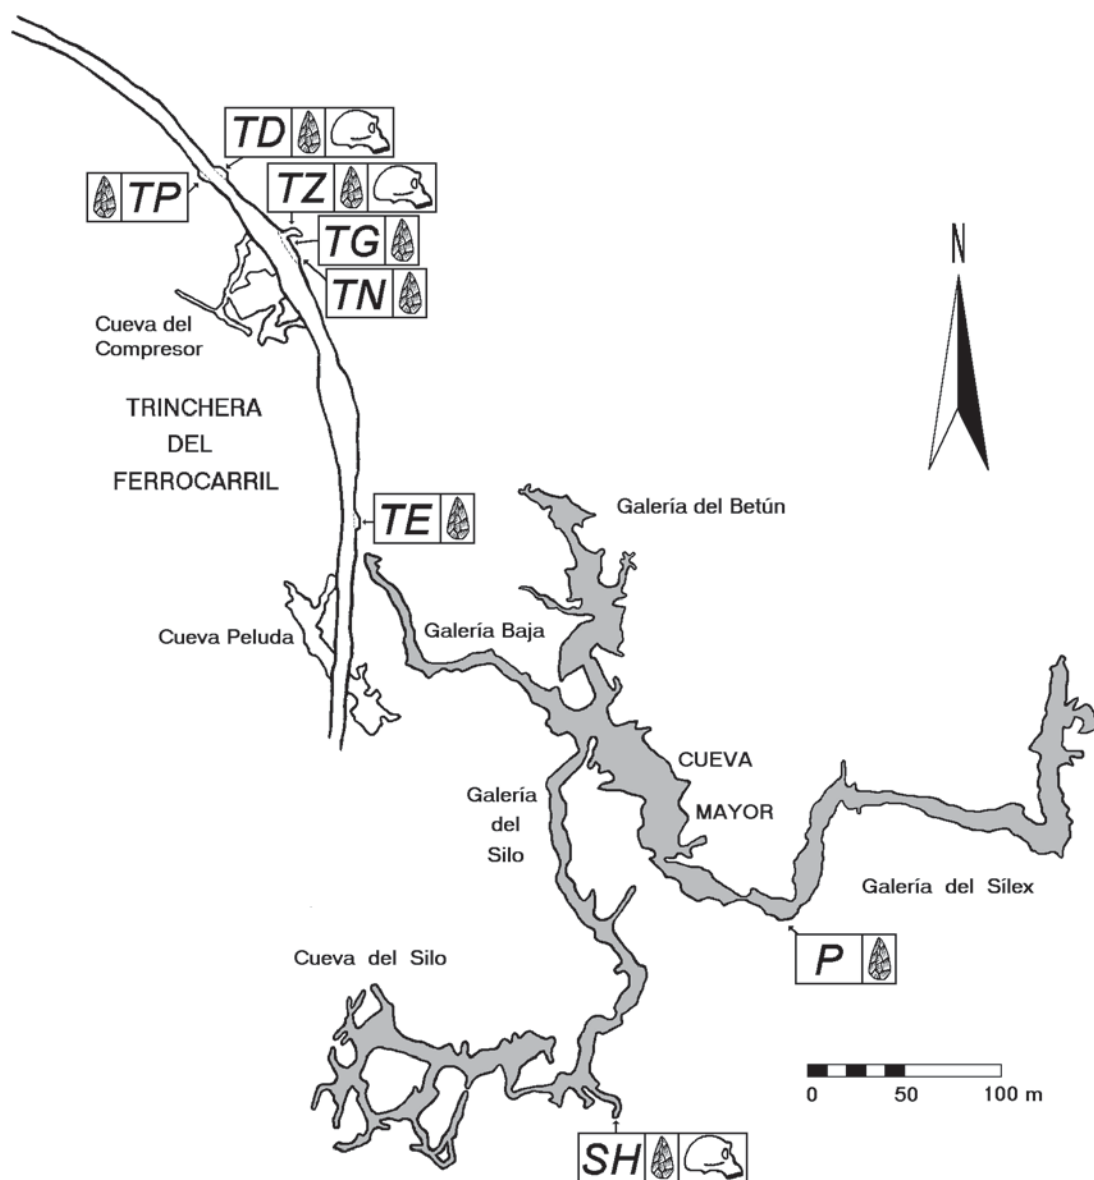 TD
TP
TZ
TG
TN
N
Cueva del
Compresor
TRINCHERA
DEL
FERROCARRIL
TE
Galería del Betún
Cueva Peluda
Galería Baja
CUEVA
MAYOR
Galería
del
Silo
Galería del Sílex
P
Cueva del Silo
0 50 100 m
SH